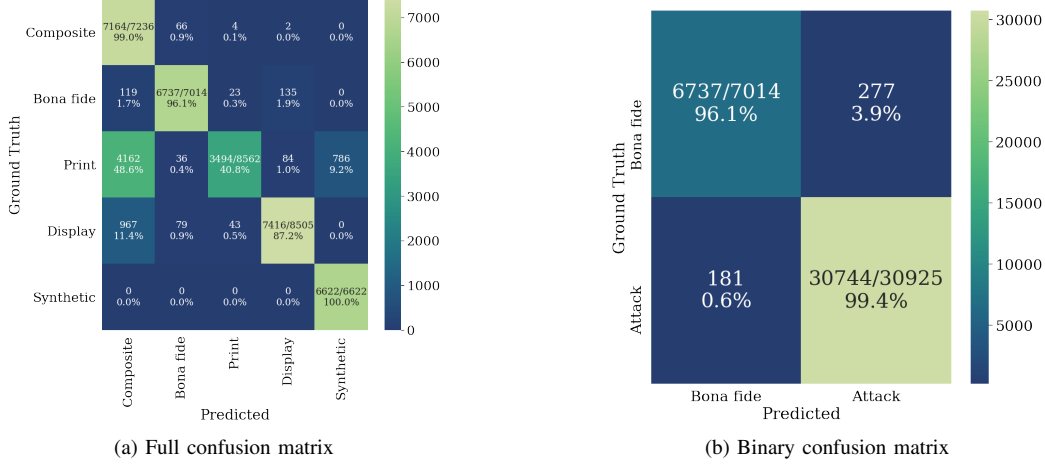 Composite
7164/7236 66 4 2 0
99.0% 0.9% 0.1% 0.0% 0.0%
Bona fide
119 6737/7014 23 135 0
1.7% 96.1% 0.3% 1.9% 0.0%
Print
4162 36 3494/8562 84 786
48.6% 0.4% 40.8% 1.0% 9.2%
Display
967 79 43 7416/8505 0
11.4% 0.9% 0.5% 87.2% 0.0%
Synthetic
0 0 0 0 6622/6622
0.0% 0.0% 0.0% 0.0% 100.0%
Ground Truth
Composite
Bona fide
Print
Display
Synthetic
Predicted
7000
6000
5000
4000
3000
2000
1000
0
(a) Full confusion matrix
Ground Truth
Bona fide
6737/7014 277
96.1% 3.9%
Attack
181 30744/30925
0.6% 99.4%
Bona fide Attack
Predicted
30000
25000
20000
15000
10000
5000
(b) Binary confusion matrix